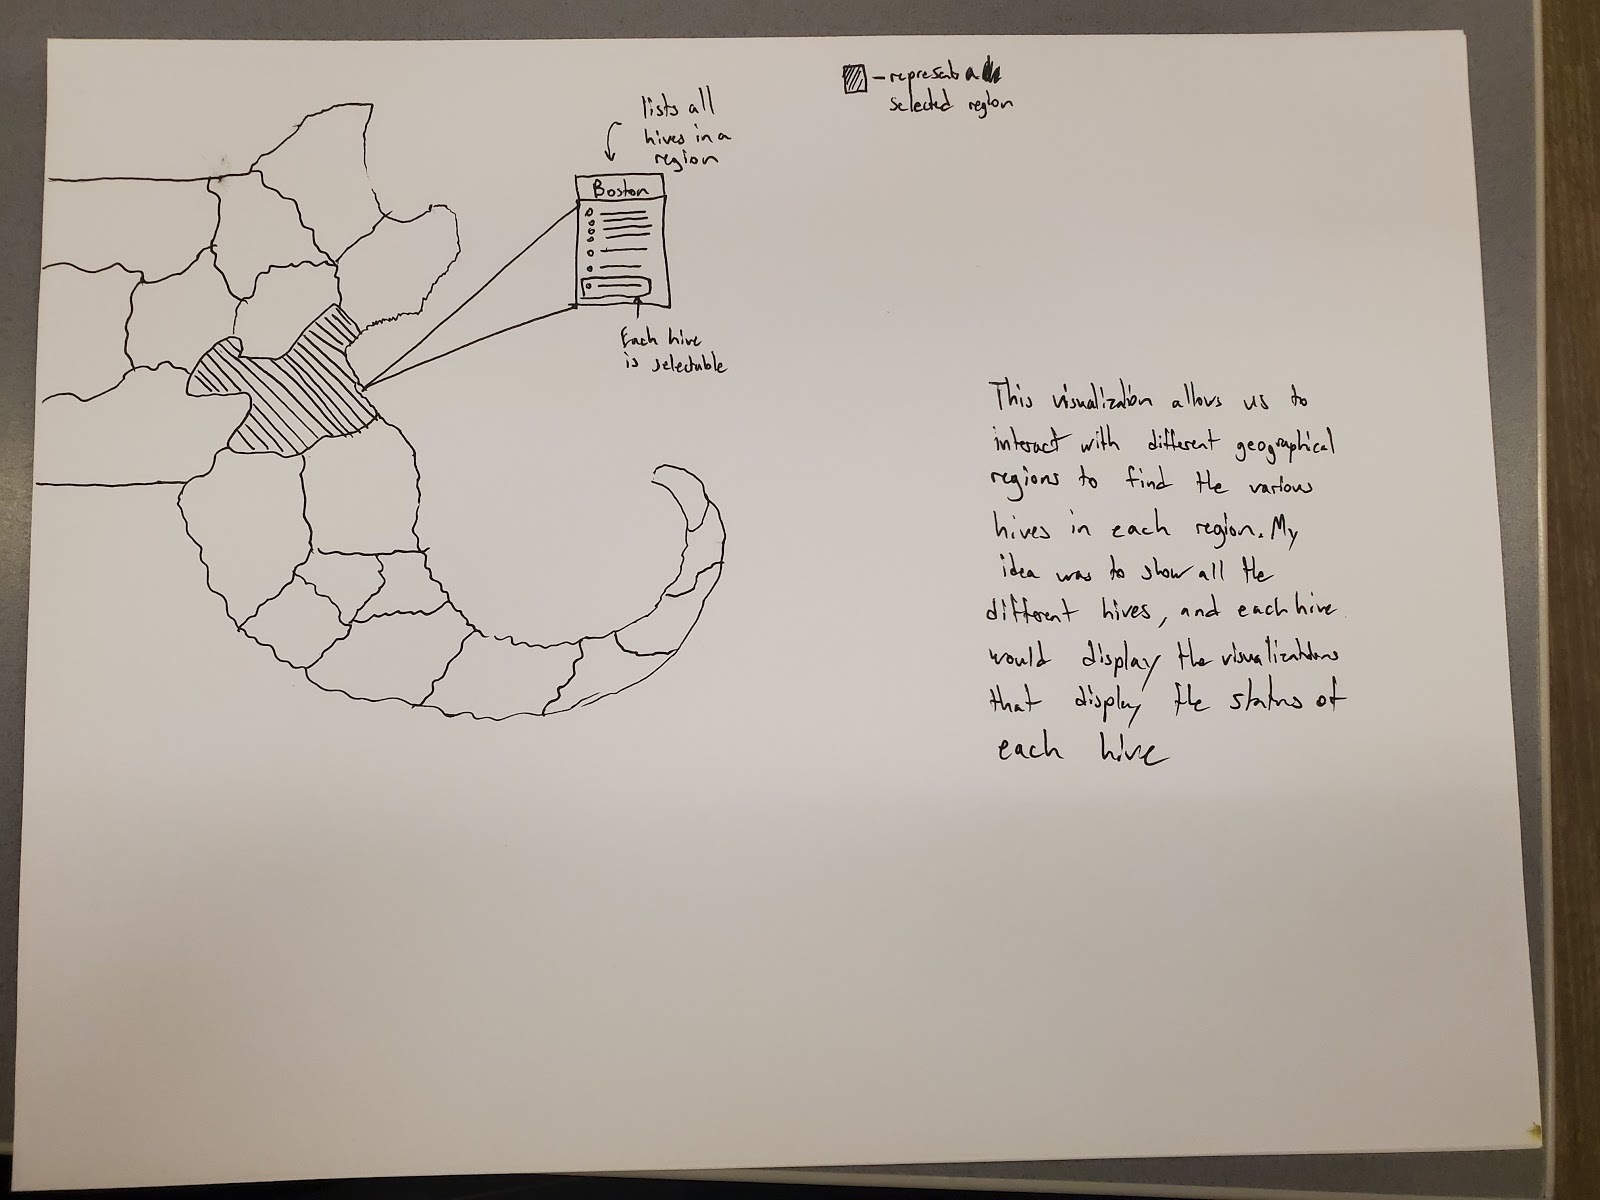 lists all
hives in a
region
Boston
Each hive
is selectable
- represents a
selected region
This visualization allows us to
interact with different geographical
regions to find the various
hives in each region. My
idea was to show all the
different hives, and each hive
would display the visualizations
that display the status of
each hive